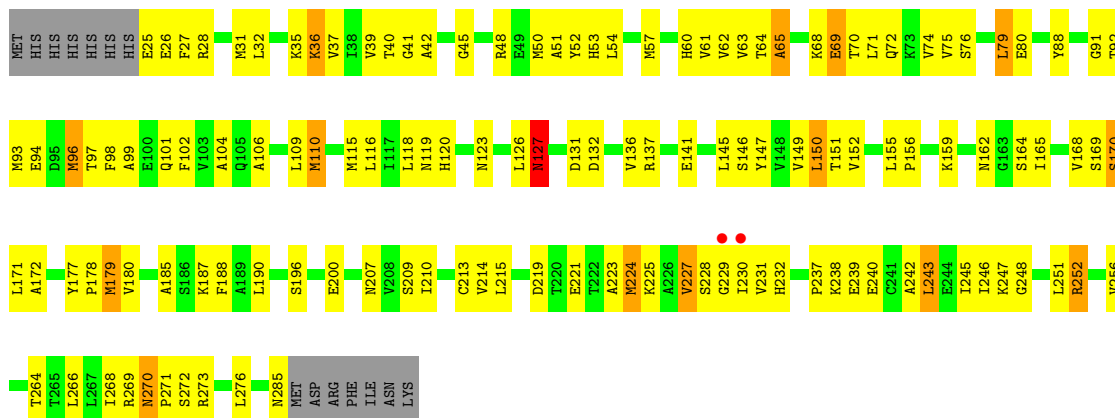 MET HIS HIS HIS HIS HIS HIS E25 E26 F27 R28 M31 L32 K35 K36 V37 I38 V39 T40 G41 A42 G45 R48 E49 M50 A51 Y52 H53 L54 M57 H60 V61 V62 V63 T64 A65 K68 E69 T70 L71 Q72 K73 V74 V75 S76 L79 E80 Y88 G91
M93 E94 D95 M96 T97 F98 A99 E100 Q101 F102 V103 A104 Q105 A106 L109 M110 M115 L116 I117 L118 N119 H120 N123 L126 N127 D131 D132 V136 R137 E141 L145 S146 Y147 V148 V149 L150 T151 V152 L155 P156 K159 N162 G163 S164 I165 V168 S169 S170
L171 A172 Y177 P178 M179 V180 A185 S186 K187 F188 A189 L190 S196 E200 N207 V208 S209 I210 C213 V214 L215 D219 T220 E221 T222 A223 M224 K225 A226 V227 S228 G229 I230 V231 H232 P237 K238 E239 E240 C241 A242 L243 E244 I245 I246 K247 G248 L251 R252
T264 T265 L266 L267 I268 R269 N270 P271 S272 R273 L276 N285 MET ASP ARG PHE ILE ASN LYS